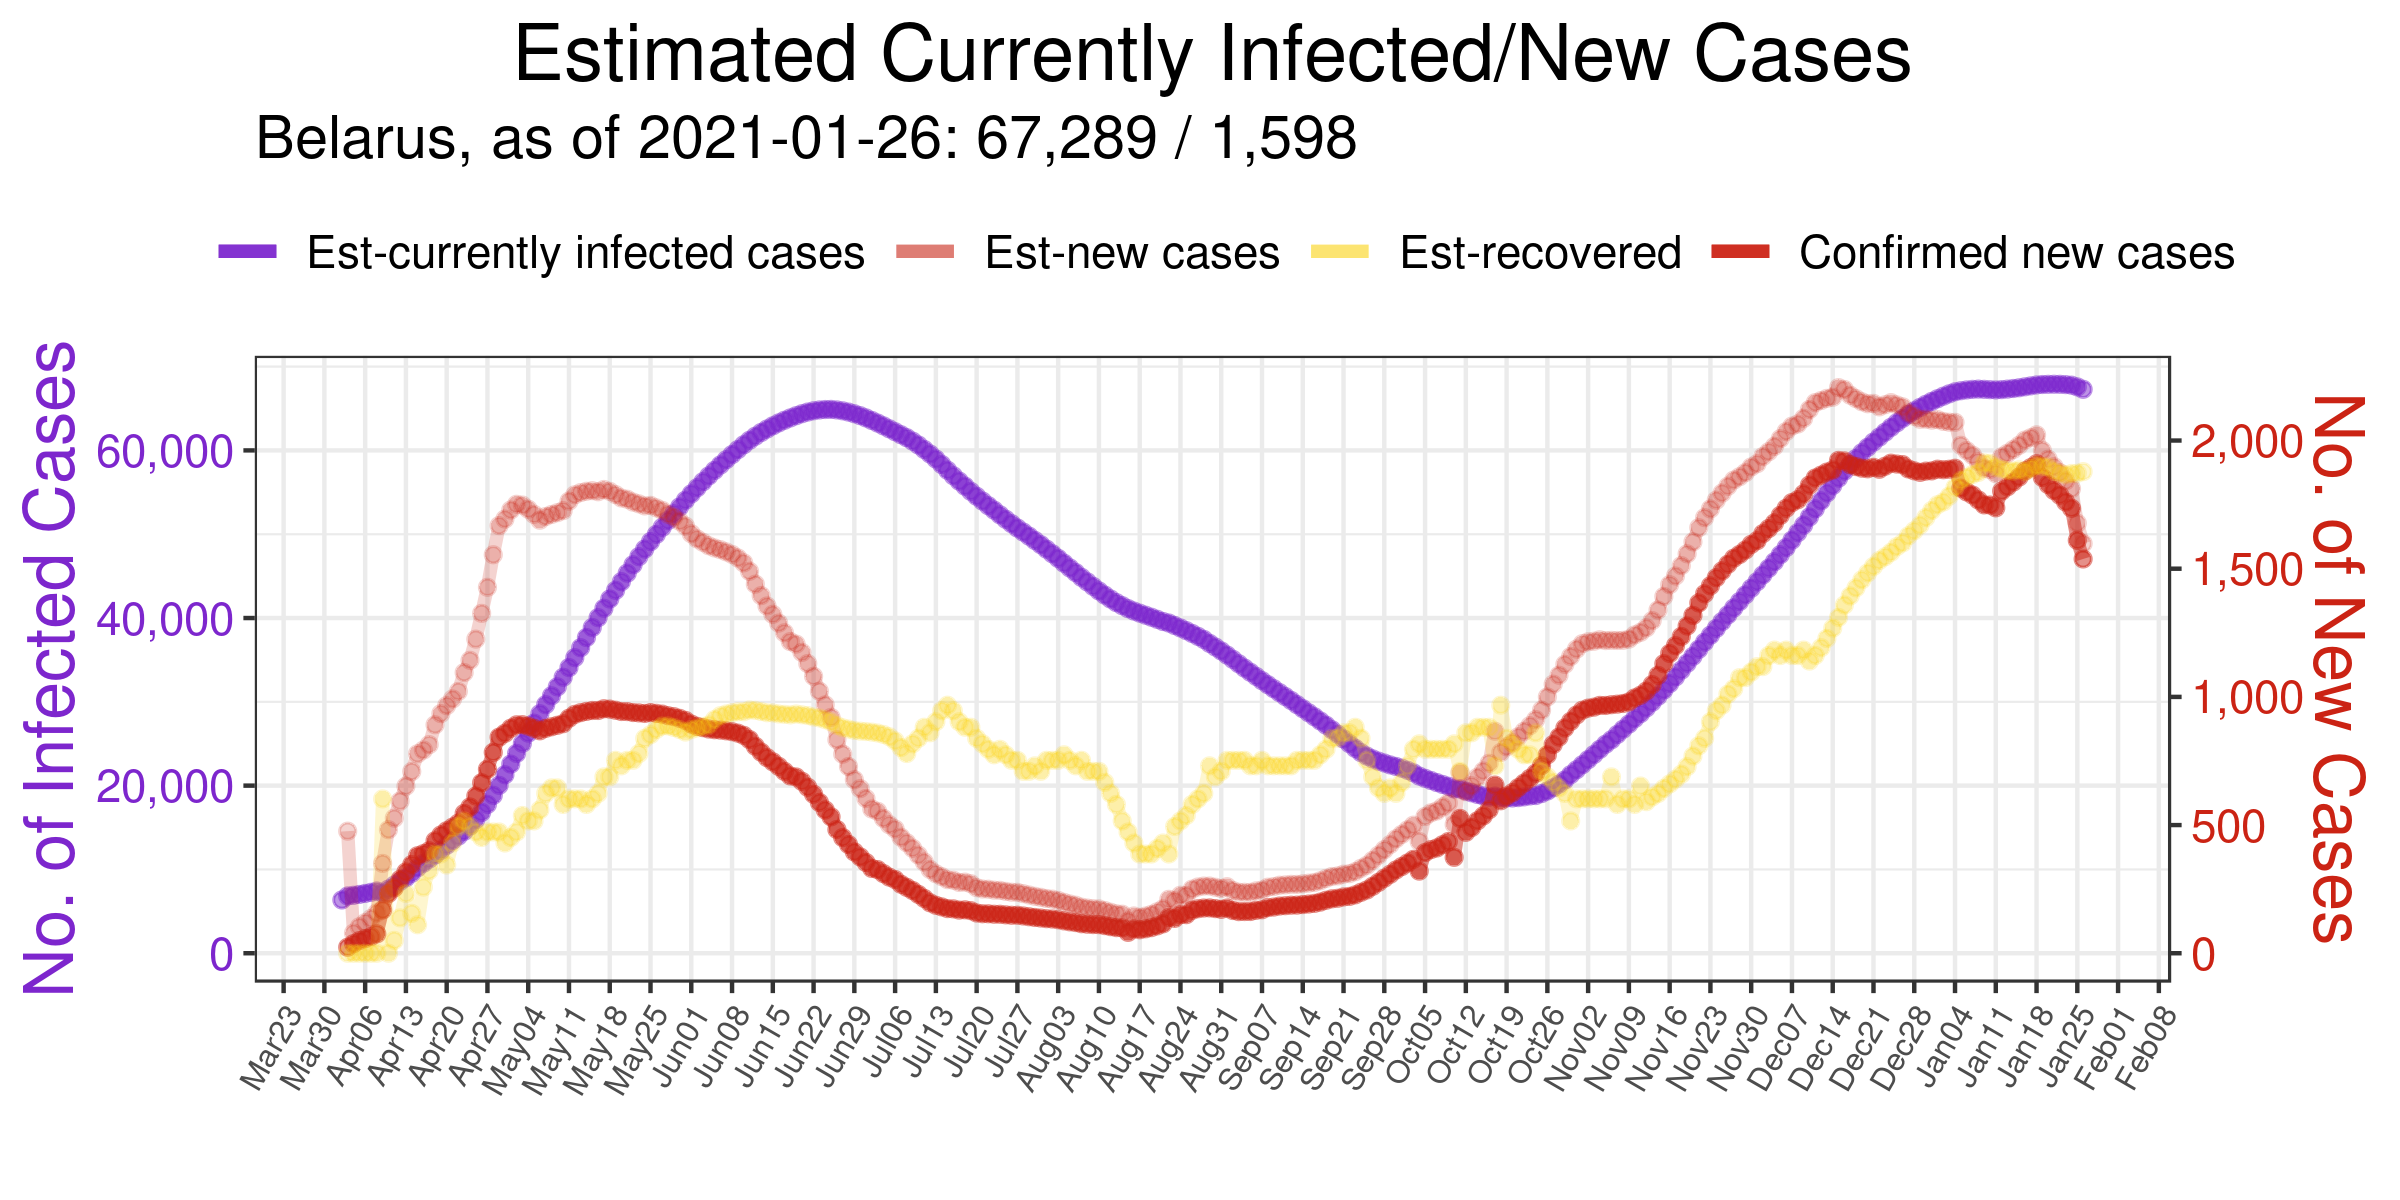 Estimated Currently Infected/New Cases
Belarus, as of 2021-01-26: 67,289 / 1,598
Est-currently infected cases Est-new cases Est-recovered Confirmed new cases
No. of Infected Cases
60,000
40,000
20,000
0
2,000
1,500
1,000
500
0
No. of New Cases
Mar23 Mar30 Apr06 Apr13 Apr20 Apr27 May04 May11 May18 May25 Jun01 Jun08 Jun15 Jun22 Jun29 Jul06 Jul13 Jul20 Jul27 Aug03 Aug10 Aug17 Aug24 Aug31 Sep07 Sep14 Sep21 Sep28 Oct05 Oct12 Oct19 Oct26 Nov02 Nov09 Nov16 Nov23 Nov30 Dec07 Dec14 Dec21 Dec28 Jan04 Jan11 Jan18 Jan25 Feb01 Feb08